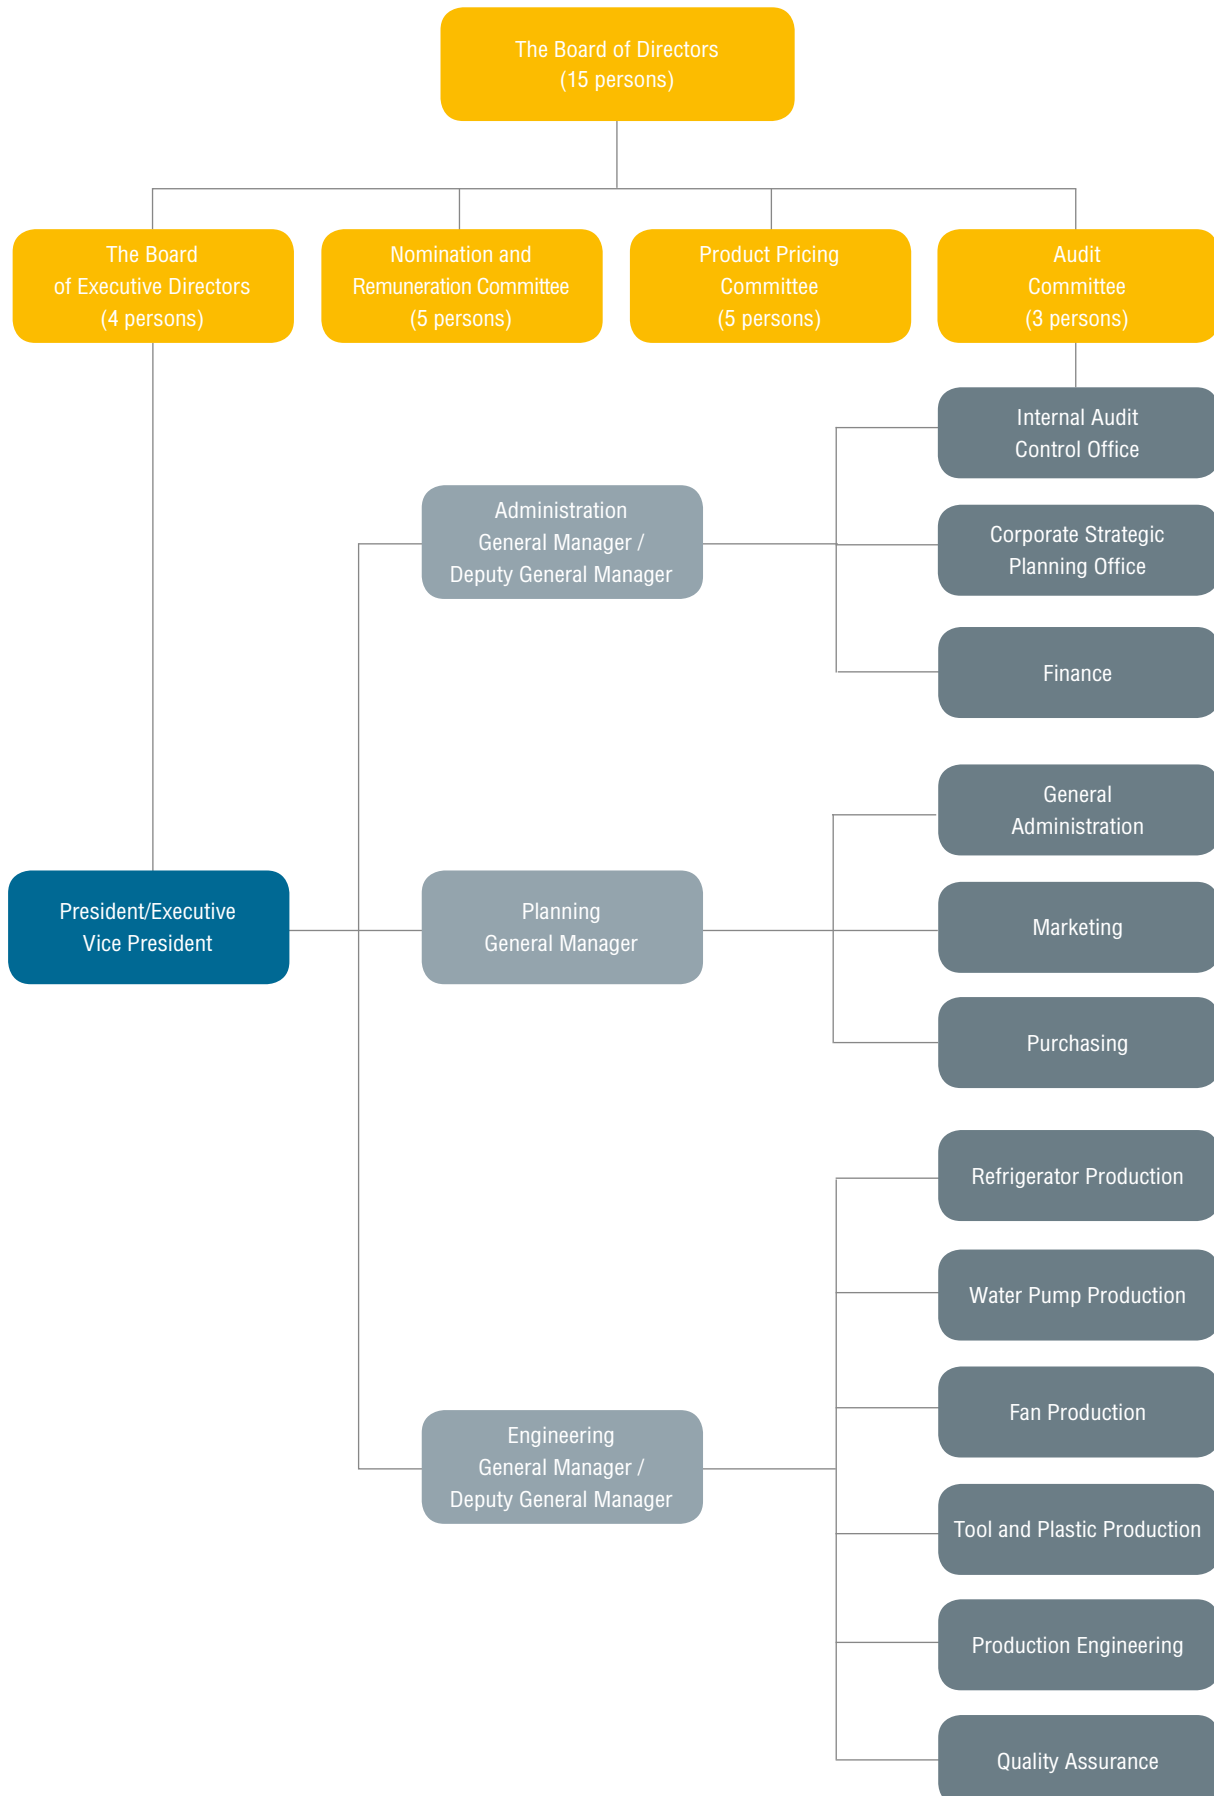 The Board of Directors
(15 persons)
The Board
of Executive Directors
(4 persons)
Nomination and
Remuneration Committee
(5 persons)
Product Pricing
Committee
(5 persons)
Audit
Committee
(3 persons)
Internal Audit
Control Office
Administration
General Manager /
Deputy General Manager
Corporate Strategic
Planning Office
Finance
General
Administration
President/Executive
Vice President
Planning
General Manager
Marketing
Purchasing
Refrigerator Production
Water Pump Production
Fan Production
Engineering
General Manager /
Deputy General Manager
Tool and Plastic Production
Production Engineering
Quality Assurance